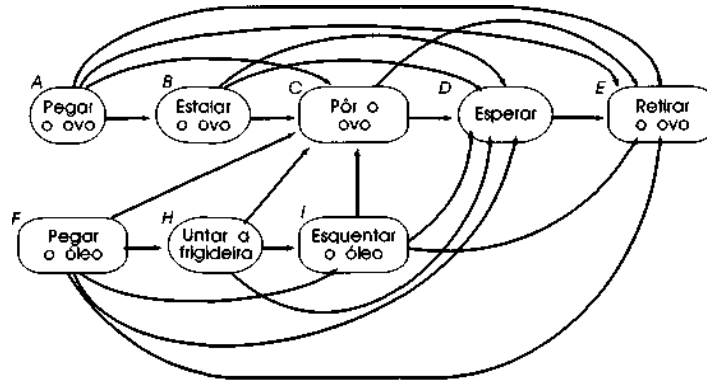 A
Pegar
o ovo
B
Estalar
o ovo
C
Pôr o
ovo
D
Esperar
E
Retirar
o ovo
F
Pegar
o óleo
H
Untar a
frigideira
I
Esquentar
o óleo